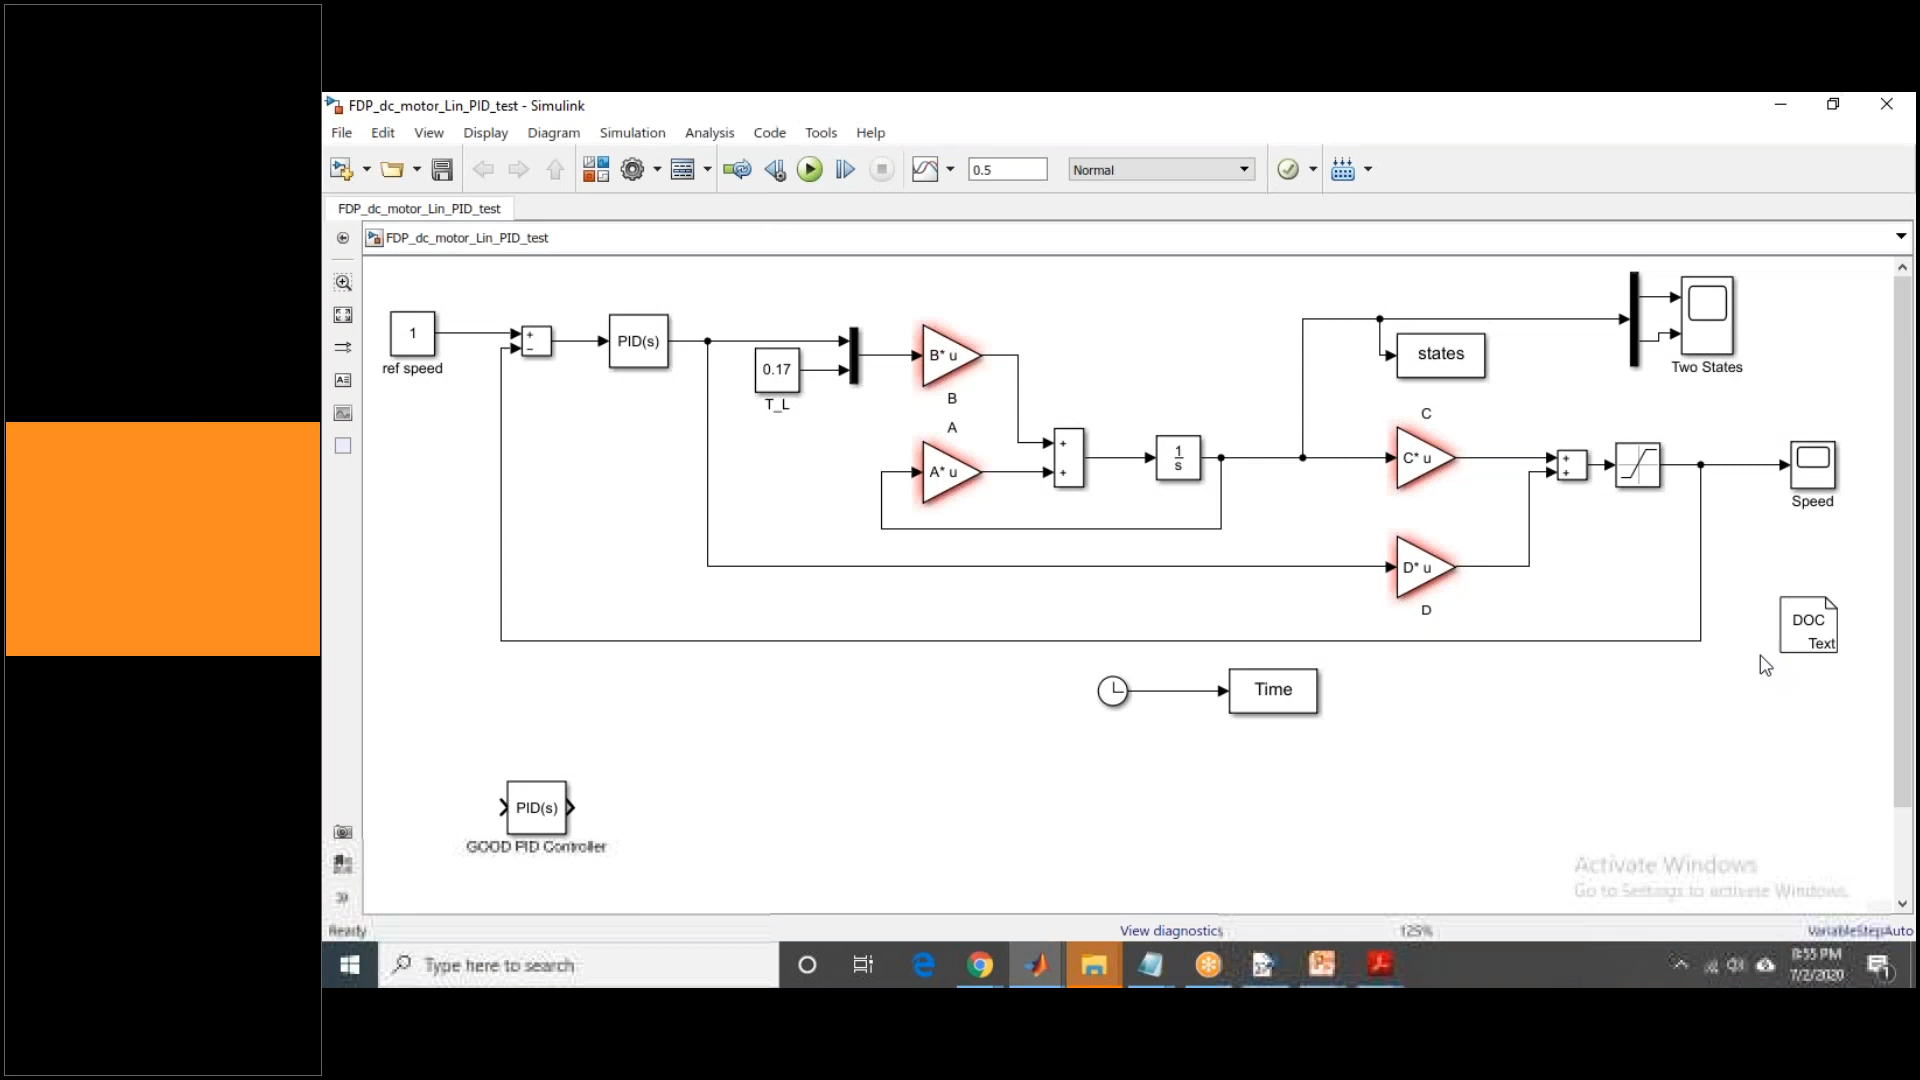 FDP_dc_motor_Lin_PID_test - Simulink
File Edit View Display Diagram Simulation Analysis Code Tools Help
0.5 Normal
FDP_dc_motor_Lin_PID_test
FDP_dc_motor_Lin_PID_test
1
ref speed
+
−
PID(s)
0.17
T_L
B* u
B
A
A* u
+
+
1
s
states
Two States
C
C* u
+
+
Speed
D* u
D
DOC
Text
Time
PID(s)
GOOD PID Controller
Activate Windows
Go to Settings to activate Windows.
Ready View diagnostics 125% VariableStepAuto
Type here to search
8:55 PM
7/2/2020